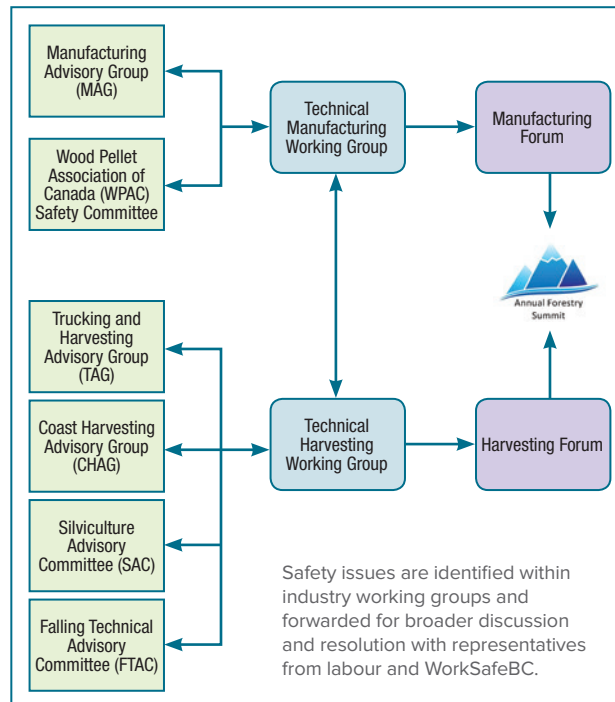 Manufacturing
Advisory Group
(MAG)
Technical
Manufacturing
Working Group
Manufacturing
Forum
Wood Pellet
Association of
Canada (WPAC)
Safety Committee
Annual Forestry
Summit
Trucking and
Harvesting
Advisory Group
(TAG)
Coast Harvesting
Advisory Group
(CHAG)
Technical
Harvesting
Working Group
Harvesting Forum
Silviculture
Advisory
Committee (SAC)
Falling Technical
Advisory
Committee (FTAC)
Safety issues are identified within
industry working groups and
forwarded for broader discussion
and resolution with representatives
from labour and WorkSafeBC.